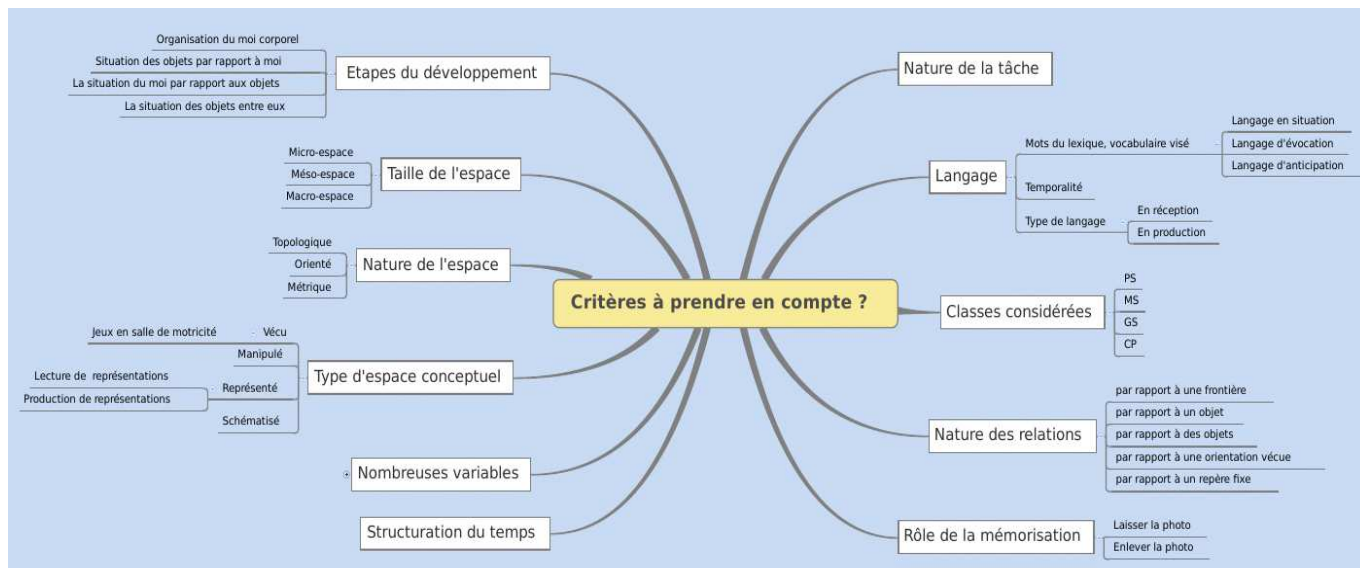 Critères à prendre en compte ?
Etapes du développement
Organisation du moi corporel
Situation des objets par rapport à moi
La situation du moi par rapport aux objets
La situation des objets entre eux
Taille de l'espace
Micro-espace
Méso-espace
Macro-espace
Nature de l'espace
Topologique
Orienté
Métrique
Type d'espace conceptuel
Vécu
Jeux en salle de motricité
Manipulé
Représenté
Lecture de représentations
Production de représentations
Schématisé
Nombreuses variables
Structuration du temps
Nature de la tâche
Langage
Mots du lexique, vocabulaire visé
Langage en situation
Langage d'évocation
Langage d'anticipation
Temporalité
Type de langage
En réception
En production
Classes considérées
PS
MS
GS
CP
Nature des relations
par rapport à une frontière
par rapport à un objet
par rapport à des objets
par rapport à une orientation vécue
par rapport à un repère fixe
Rôle de la mémorisation
Laisser la photo
Enlever la photo